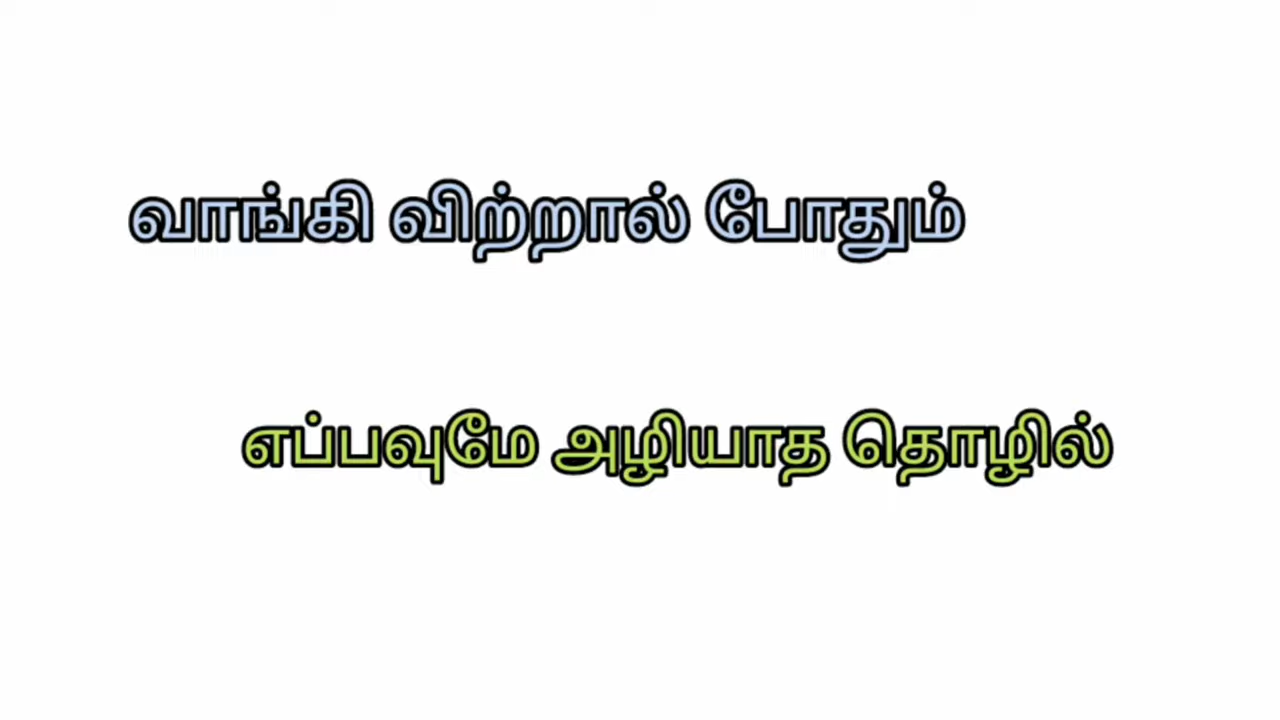 வாங்கி விற்றால் போதும்
எப்பவுமே அழியாத தொழில்